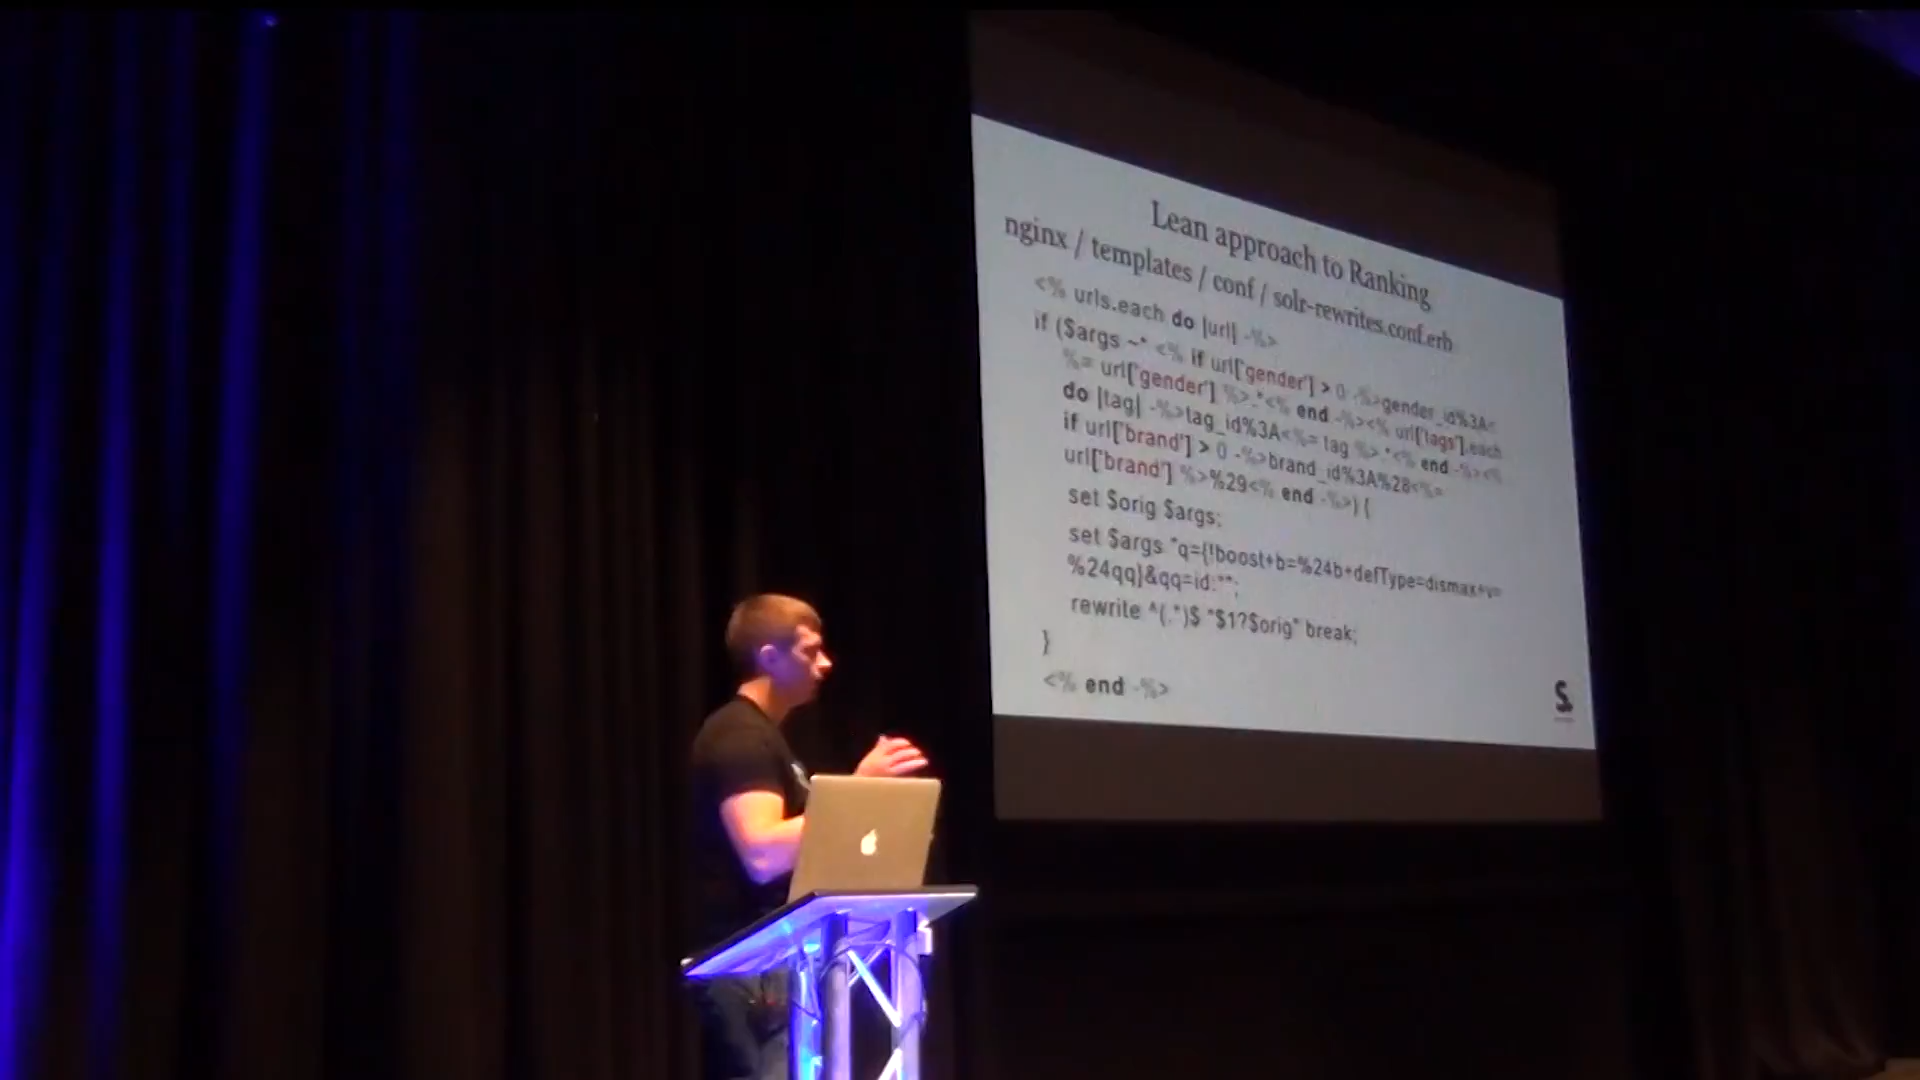 Lean approach to Ranking
nginx / templates / conf / solr-rewrites.conf.erb
<% urls.each do |url| -%>
if ($args ~* <% if url['gender'] > 0 -%>gender_id%3A<
%= url['gender'] %>.*<% end -%><% url['tags'].each
do |tag| -%>tag_id%3A<%= tag %>.*<% end -%><%
if url['brand'] > 0 -%>brand_id%3A%28<%=
url['brand'] %>%29<% end -%>) {
set $orig $args;
set $args "q={!boost+b=%24b+defType=dismax+v=
%24qq}&qq=id:*";
rewrite ^(.*)$ "$1?$orig" break;
}
<% end -%>
S.